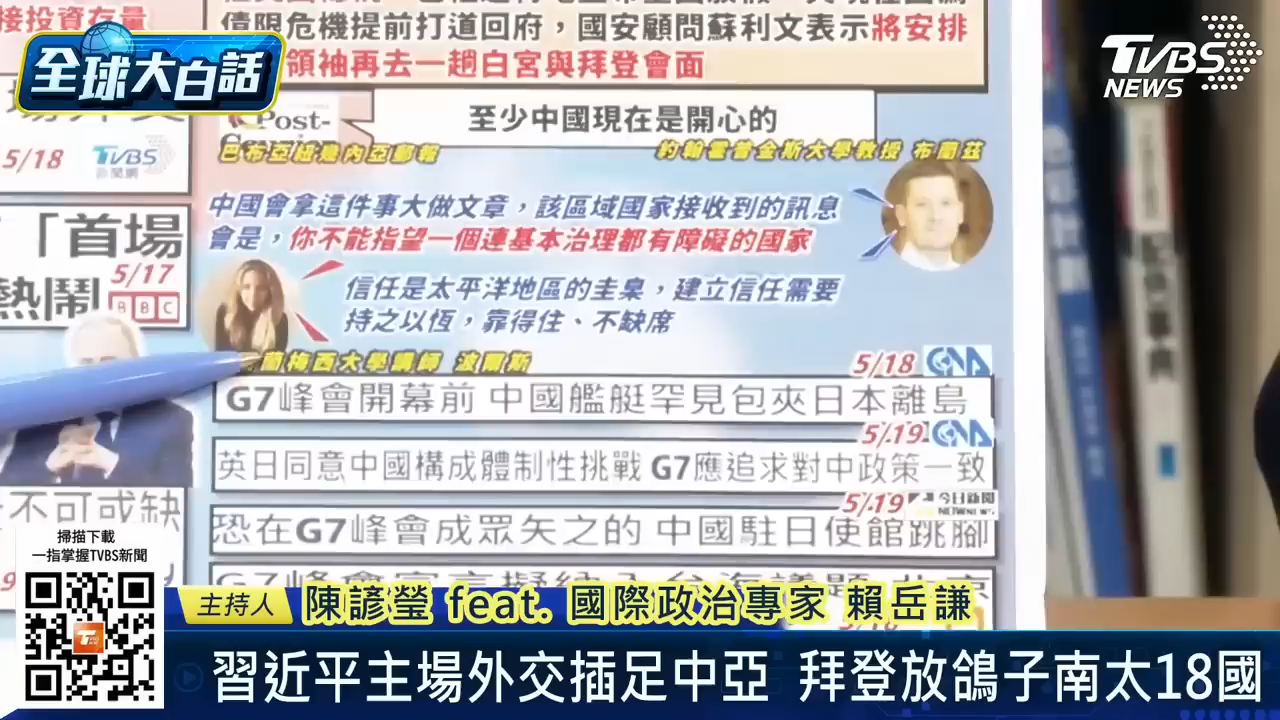 接投資存量
債限危機提前打道回府，國安顧問蘇利文表示將安排
領袖再去一趟白宮與拜登會面
全球大白話
TVBS
NEWS
5/18
TVBS
新聞網
Post-
至少中國現在是開心的
巴布亞紐幾內亞郵報
約翰霍普金斯大學教授 布蘭茲
中國會拿這件事大做文章，該區域國家接收到的訊息
會是，你不能指望一個連基本治理都有障礙的國家
「首場
5/17
熱鬧
BBC
信任是太平洋地區的圭臬，建立信任需要
持之以恆，靠得住、不缺席
蘭梅西大學講師 波爾斯
5/18 CNA
G7峰會開幕前 中國艦艇罕見包夾日本離島
5/19 CNA
英日同意中國構成體制性挑戰 G7應追求對中政策一致
5/19 今日新聞
NOWNEWS
不可或缺
恐在G7峰會成眾矢之的 中國駐日使館跳腳
掃描下載
一指掌握TVBS新聞
主持人 陳諺瑩 feat. 國際政治專家 賴岳謙
習近平主場外交插足中亞 拜登放鴿子南太18國